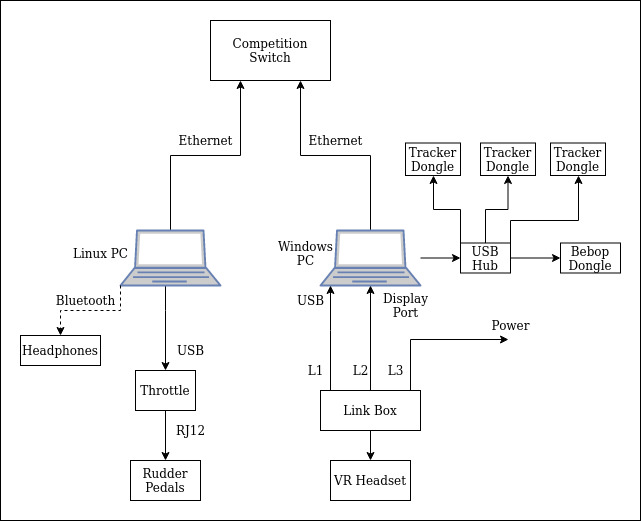 Competition
Switch
Ethernet
Ethernet
Tracker
Dongle
Tracker
Dongle
Tracker
Dongle
Linux PC
Windows
PC
USB
Hub
Bebop
Dongle
Bluetooth
USB
Display
Port
Power
Headphones
USB
L1
L2
L3
Throttle
Link Box
RJ12
Rudder
Pedals
VR Headset